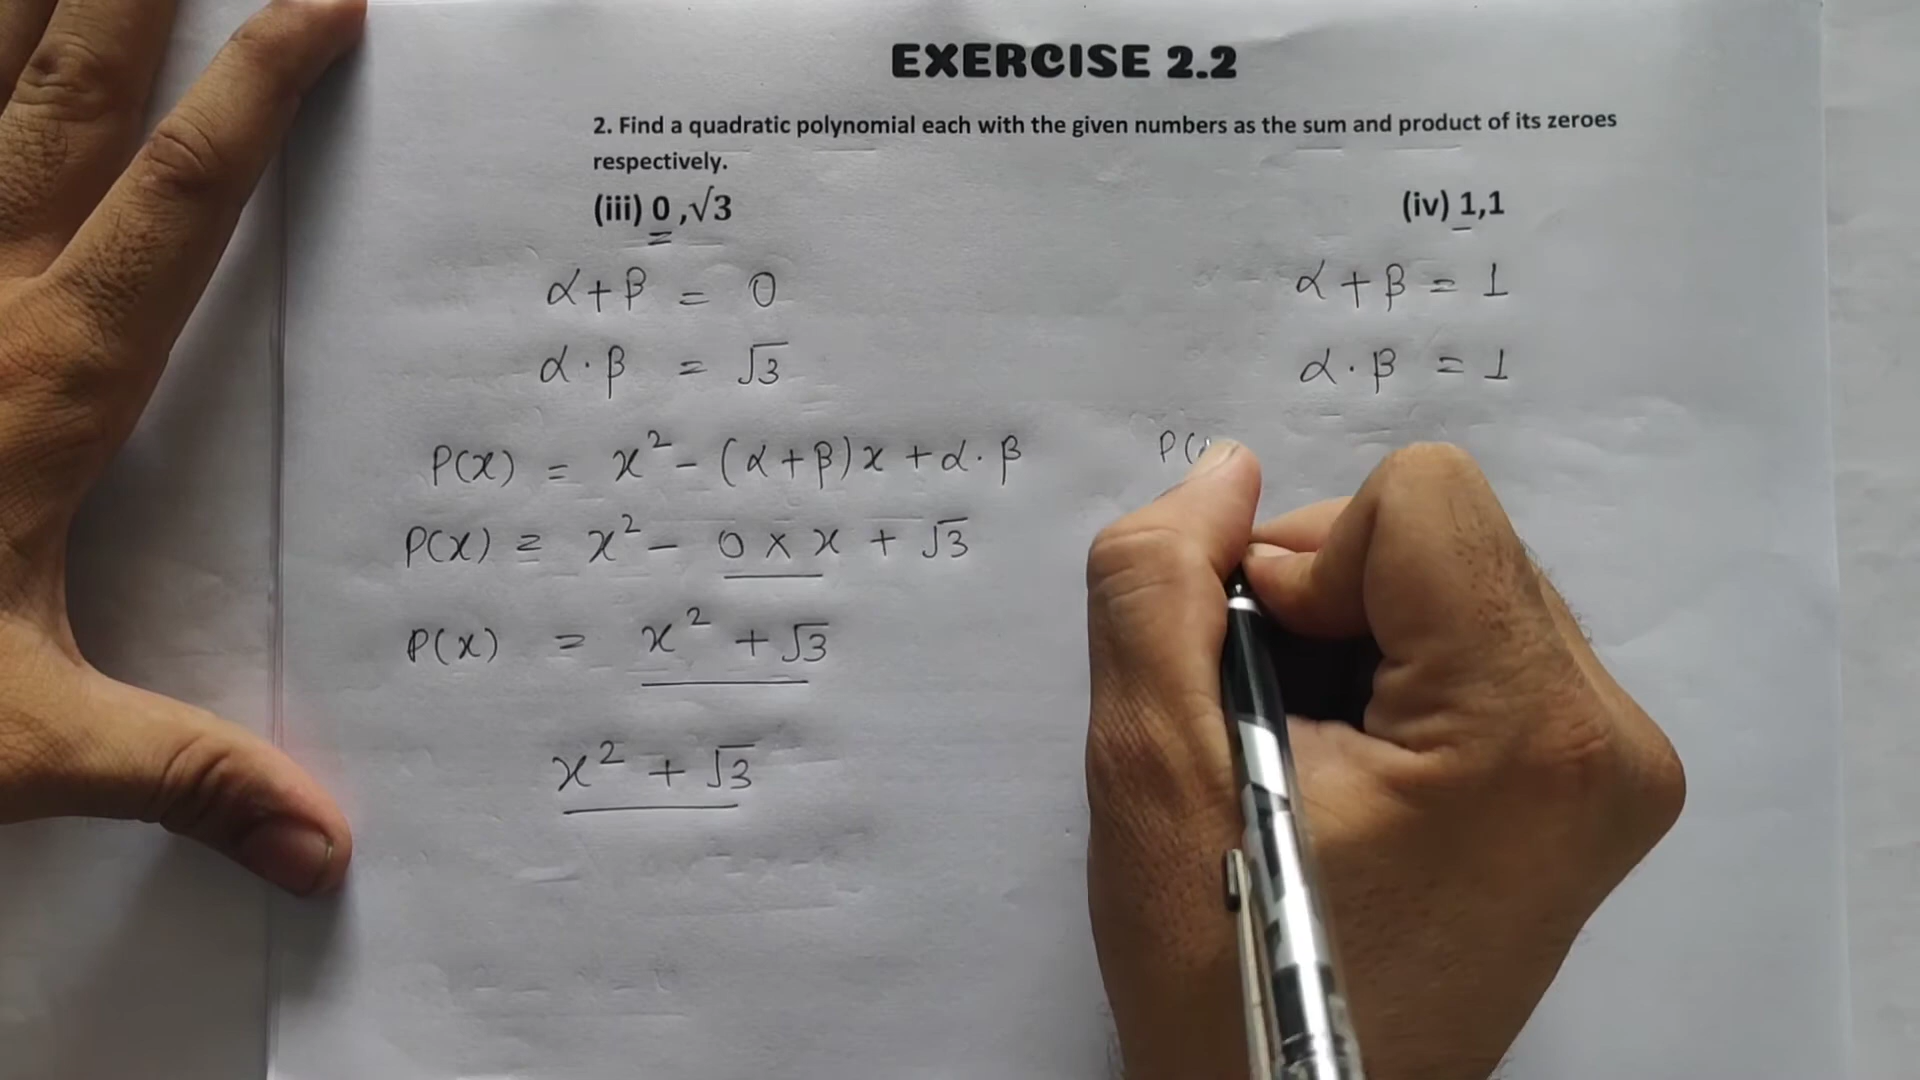 EXERCISE 2.2
2. Find a quadratic polynomial each with the given numbers as the sum and product of its zeroes
respectively.
(iii) 0 ,√3
α + β = 0
α · β = √3
P(x) = x² - (α + β) x + α · β
P(x) = x² - 0 × x + √3
P(x) = x² + √3
x² + √3
(iv) 1,1
α + β = 1
α · β = 1
P(